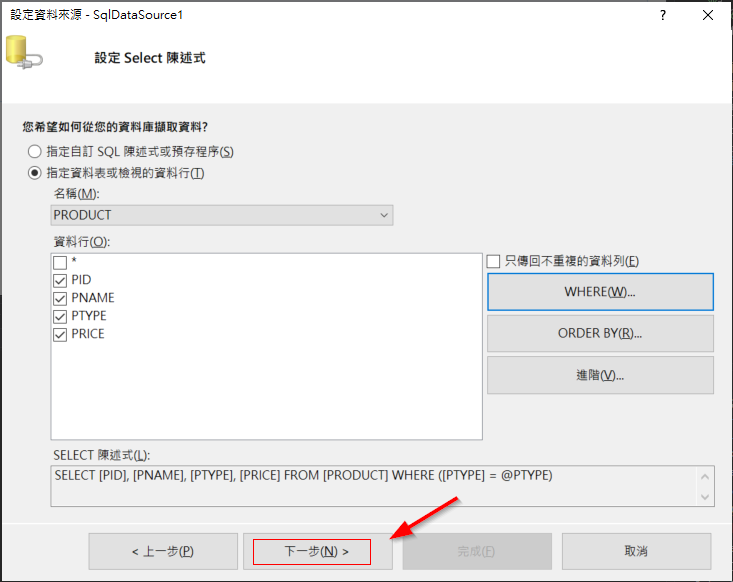 設定資料來源 - SqlDataSource1
?
設定 Select 陳述式
您希望如何從您的資料庫擷取資料?
指定自訂 SQL 陳述式或預存程序(S)
指定資料表或檢視的資料行(T)
名稱(M):
PRODUCT
資料行(O):
*
PID
PNAME
PTYPE
PRICE
只傳回不重複的資料列(E)
WHERE(W)...
ORDER BY(R)...
進階(V)...
SELECT 陳述式(L):
SELECT [PID], [PNAME], [PTYPE], [PRICE] FROM [PRODUCT] WHERE ([PTYPE] = @PTYPE)
< 上一步(P)
下一步(N) >
完成(F)
取消